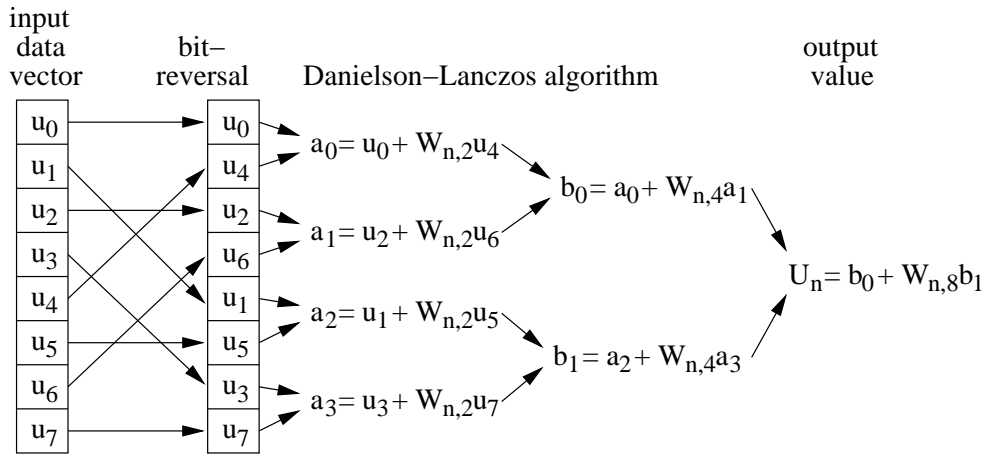 input
data
vector
bit–
reversal
Danielson–Lanczos algorithm
output
value
u0
u1
u2
u3
u4
u5
u6
u7
u0
u4
u2
u6
u1
u5
u3
u7
a0= u0+ Wn,2u4
a1= u2+ Wn,2u6
a2= u1+ Wn,2u5
a3= u3+ Wn,2u7
b0= a0+ Wn,4a1
b1= a2+ Wn,4a3
Un= b0+ Wn,8b1